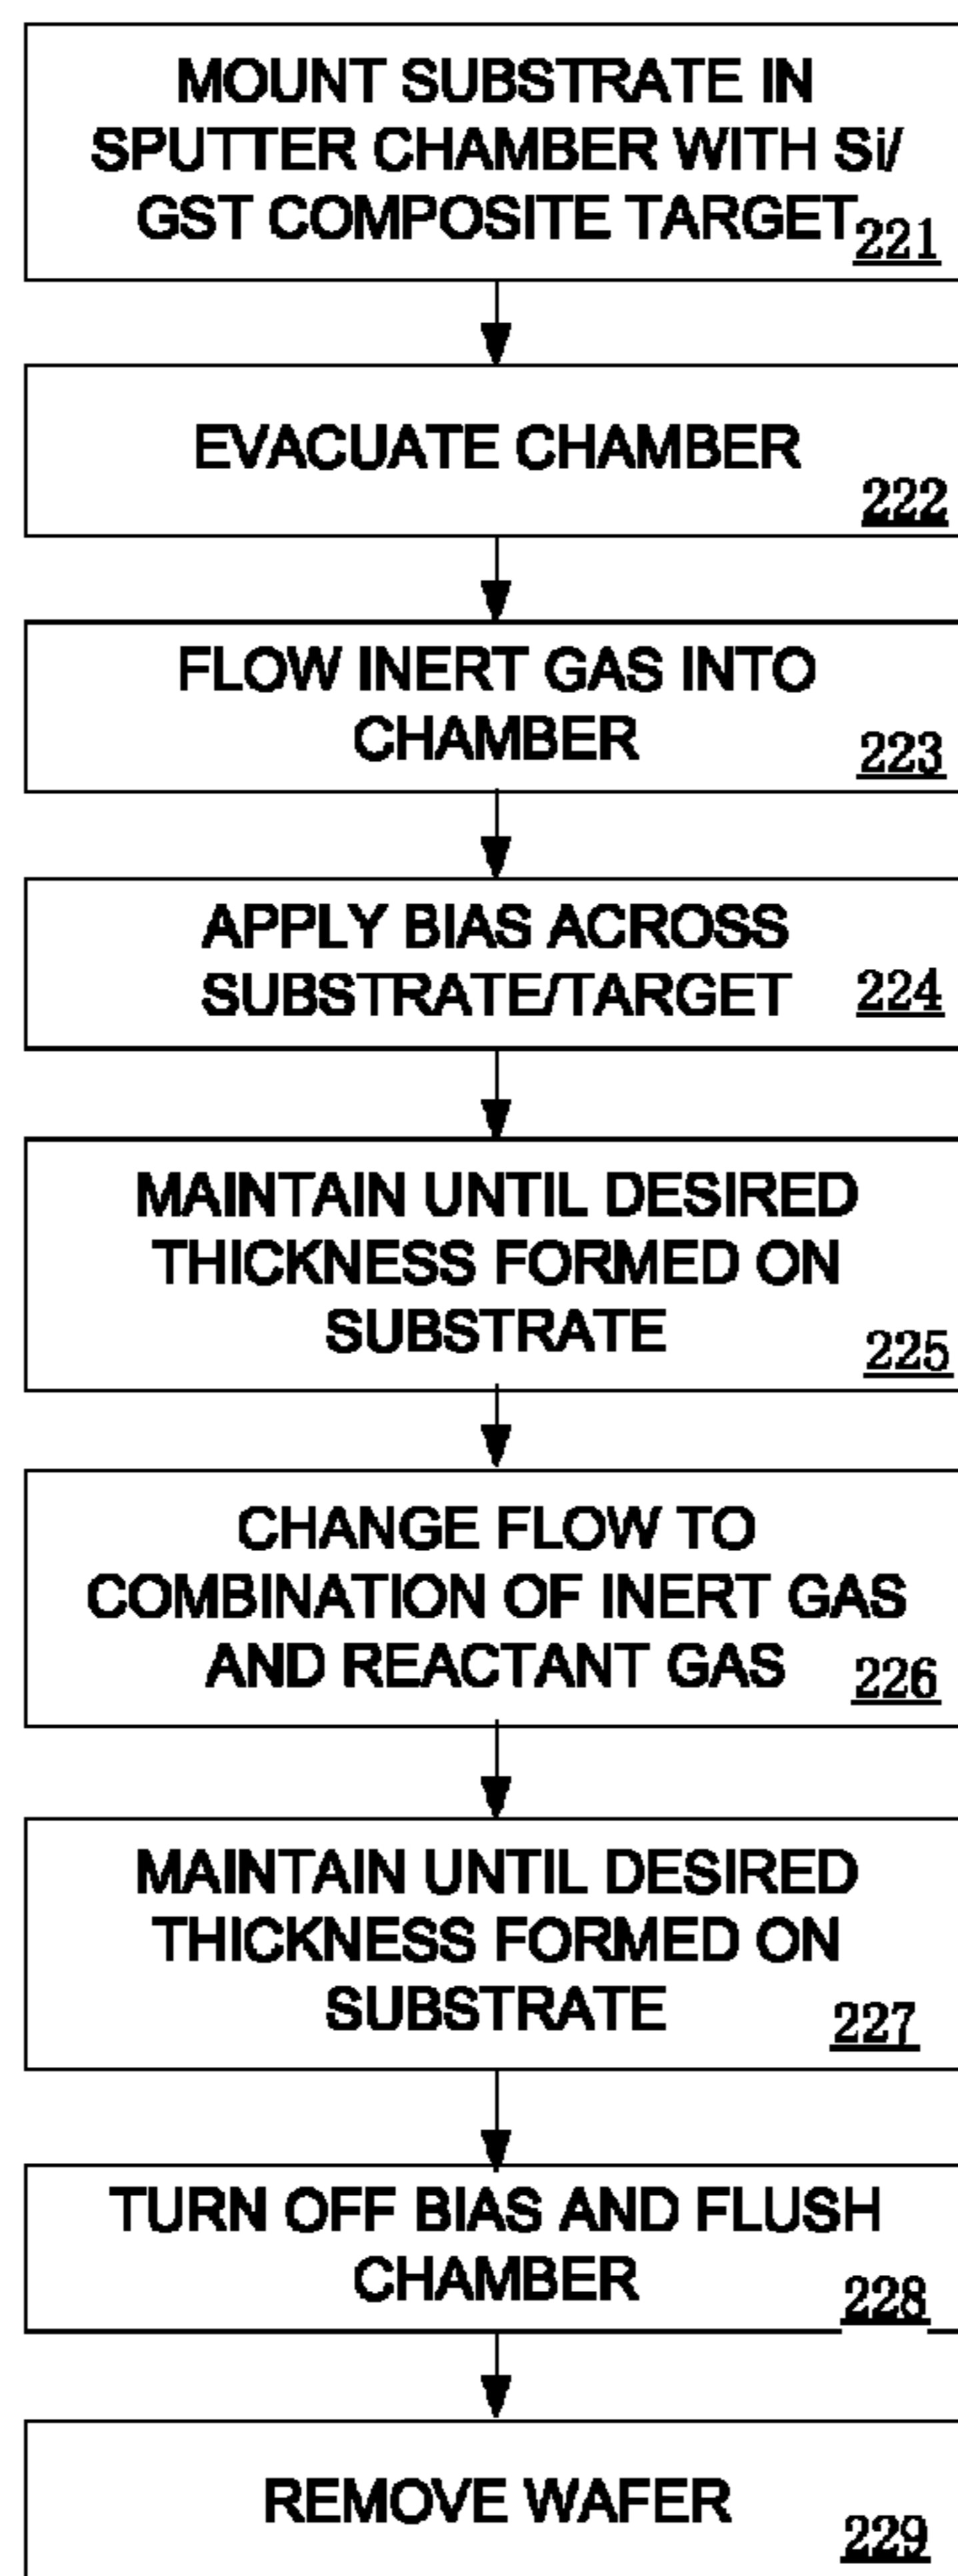 MOUNT SUBSTRATE IN
SPUTTER CHAMBER WITH Si/
GST COMPOSITE TARGET 221
EVACUATE CHAMBER
222
FLOW INERT GAS INTO
CHAMBER 223
APPLY BIAS ACROSS
SUBSTRATE/TARGET 224
MAINTAIN UNTIL DESIRED
THICKNESS FORMED ON
SUBSTRATE 225
CHANGE FLOW TO
COMBINATION OF INERT GAS
AND REACTANT GAS 226
MAINTAIN UNTIL DESIRED
THICKNESS FORMED ON
SUBSTRATE 227
TURN OFF BIAS AND FLUSH
CHAMBER 228
REMOVE WAFER
229